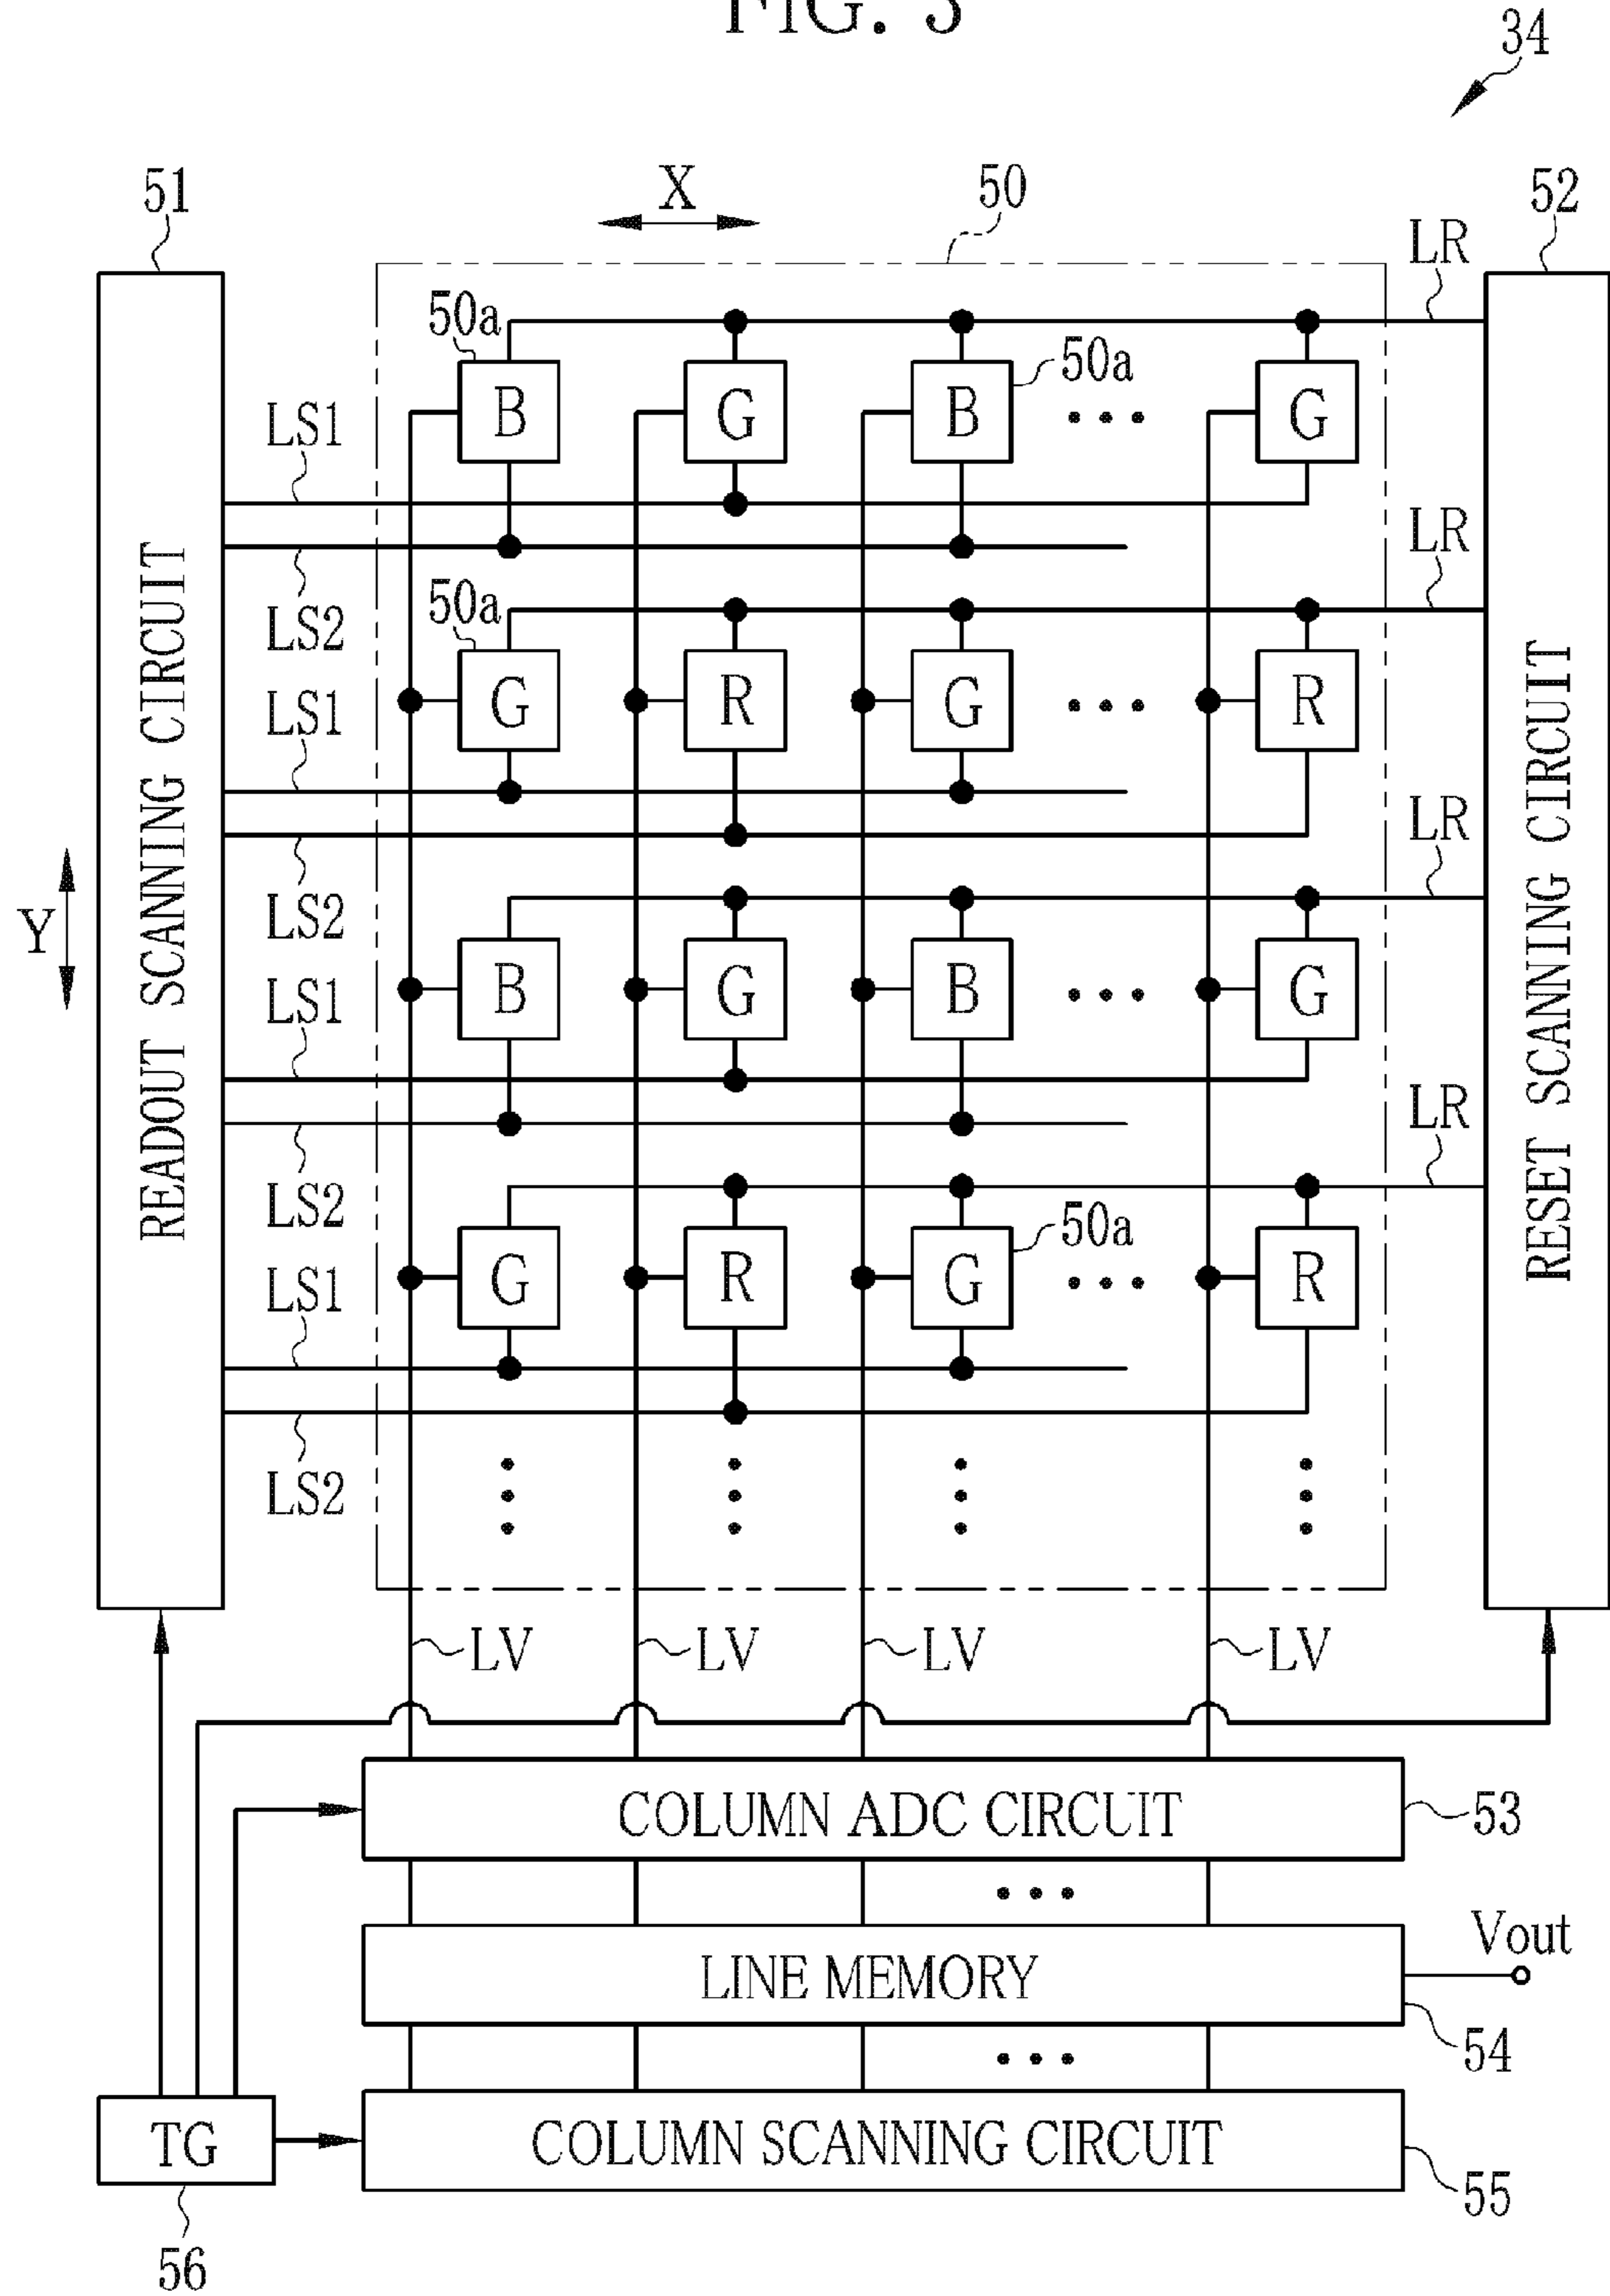 FIG. 3
34
51
X
50
52
LR
50a
50a
B G B ... G
LS1
LR
LS2
50a
G R G ... R
LS1
LR
LS2
Y
READOUT SCANNING CIRCUIT
RESET SCANNING CIRCUIT
B G B ... G
LS1
LR
LS2
50a
G R G ... R
LS1
LS2
LV LV LV LV
COLUMN ADC CIRCUIT
53
...
Vout
LINE MEMORY
54
...
TG
COLUMN SCANNING CIRCUIT
55
56